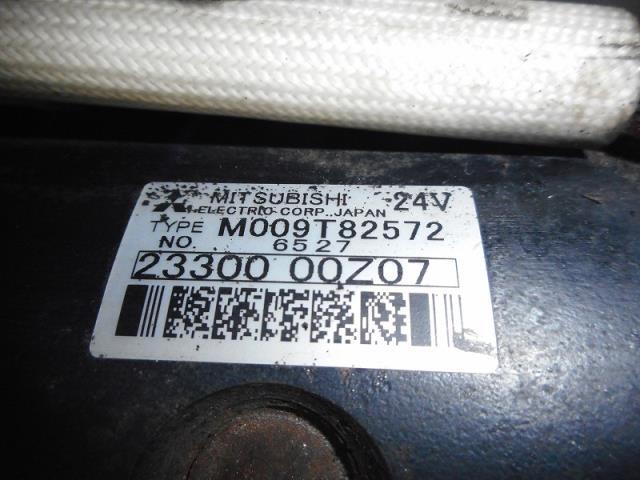 MITSUBISHI 24V
ELECTRIC CORP. JAPAN
TYPE M009T82572
NO. 6527
23300 00Z07